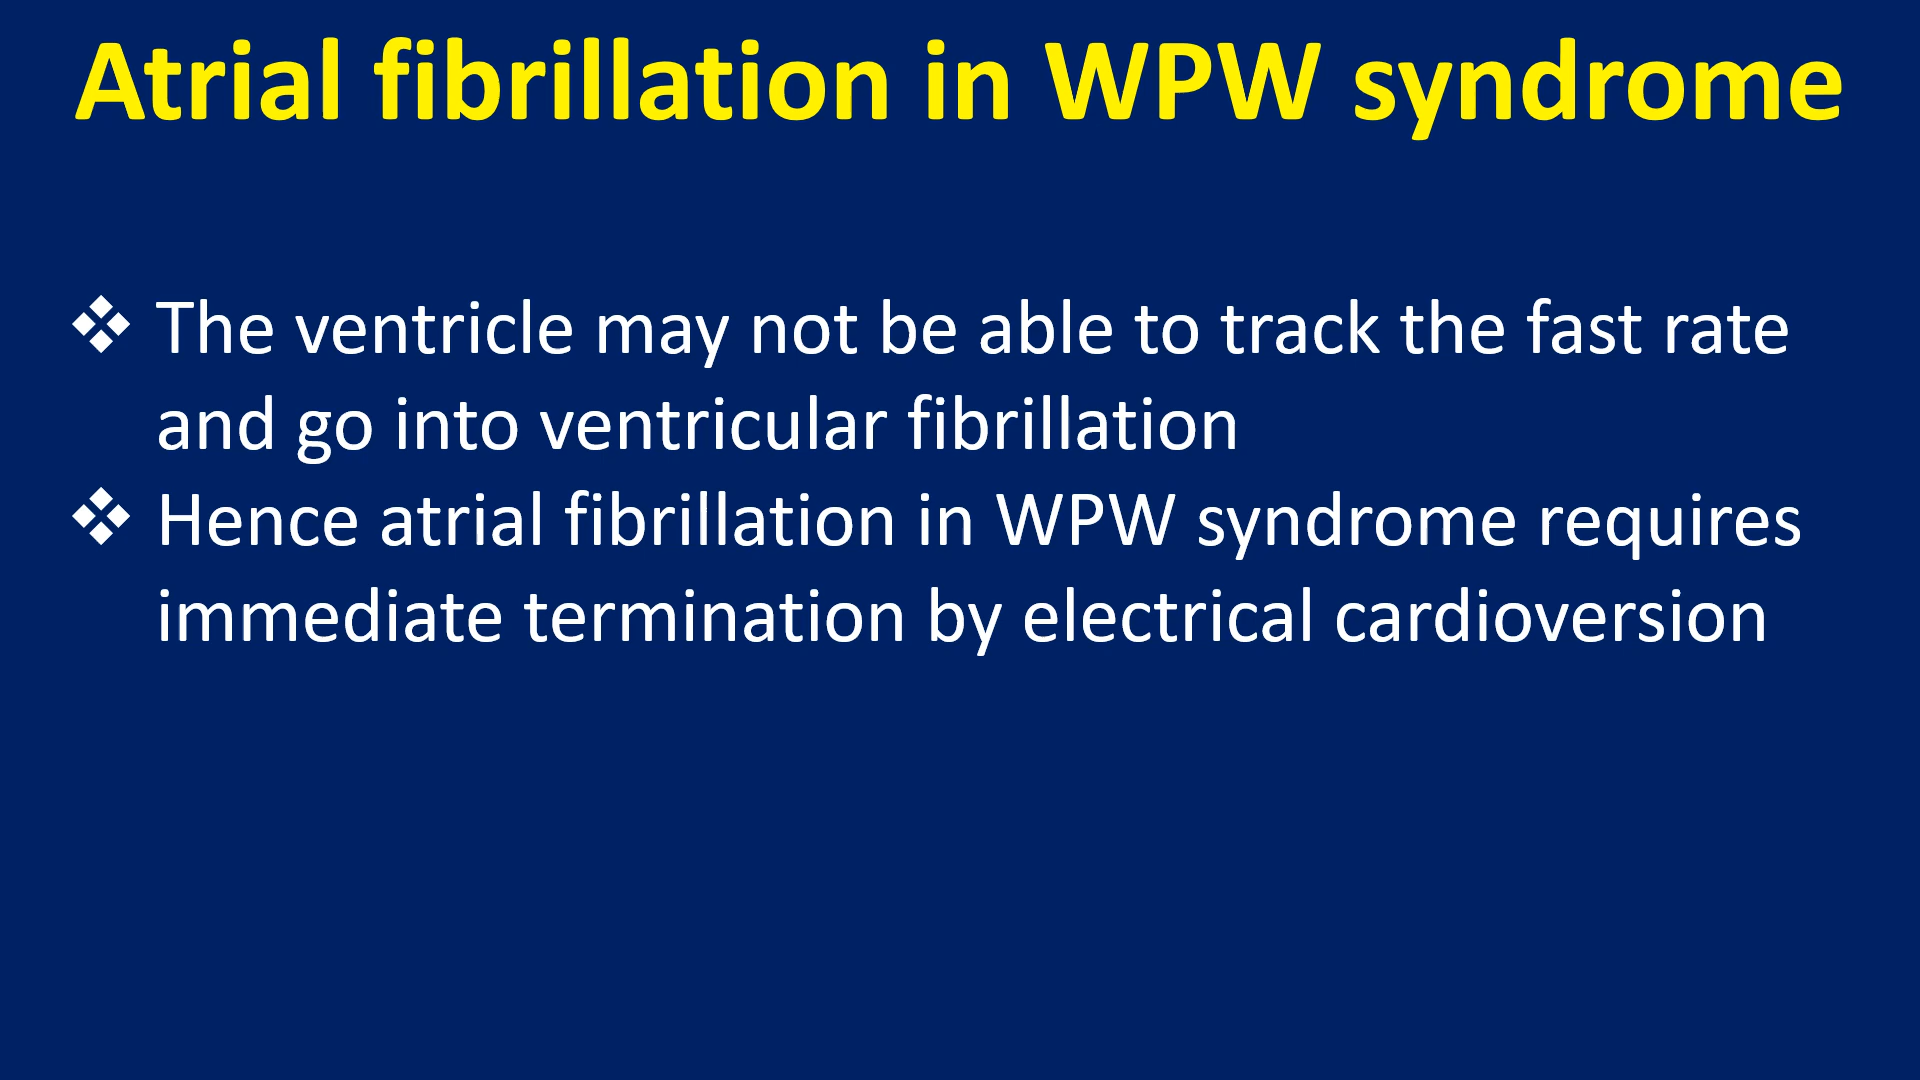 Atrial fibrillation in WPW syndrome
❖ The ventricle may not be able to track the fast rate
and go into ventricular fibrillation
❖ Hence atrial fibrillation in WPW syndrome requires
immediate termination by electrical cardioversion